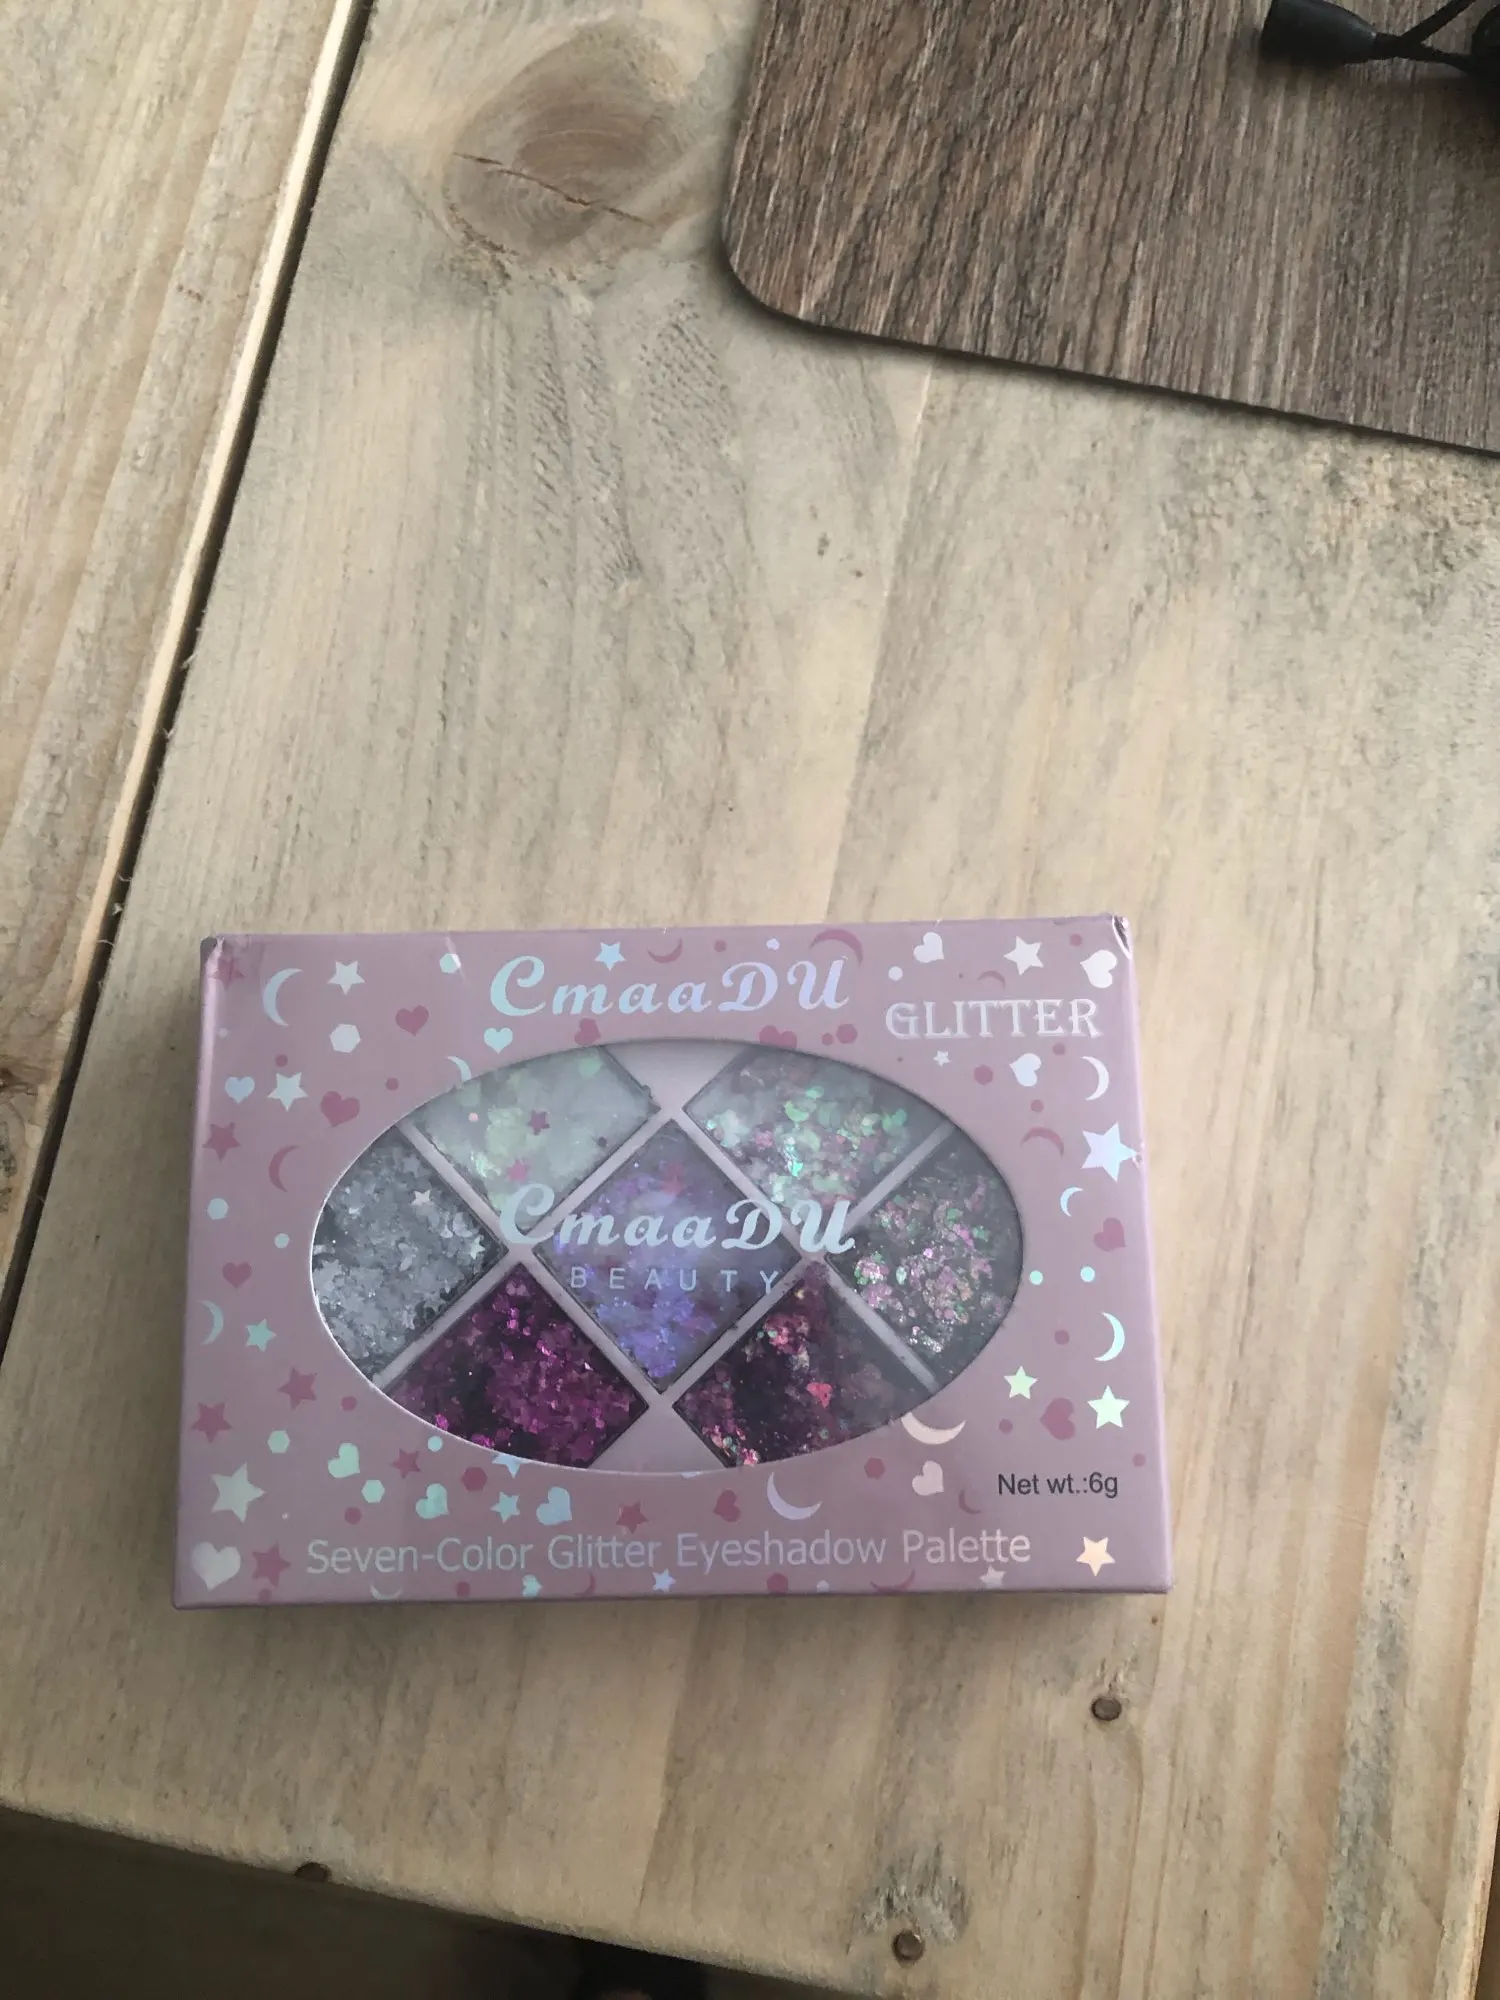 CmaaDU
GLITTER
CmaaDU
BEAUTY
Net wt.:6g
Seven-Color Glitter Eyeshadow Palette